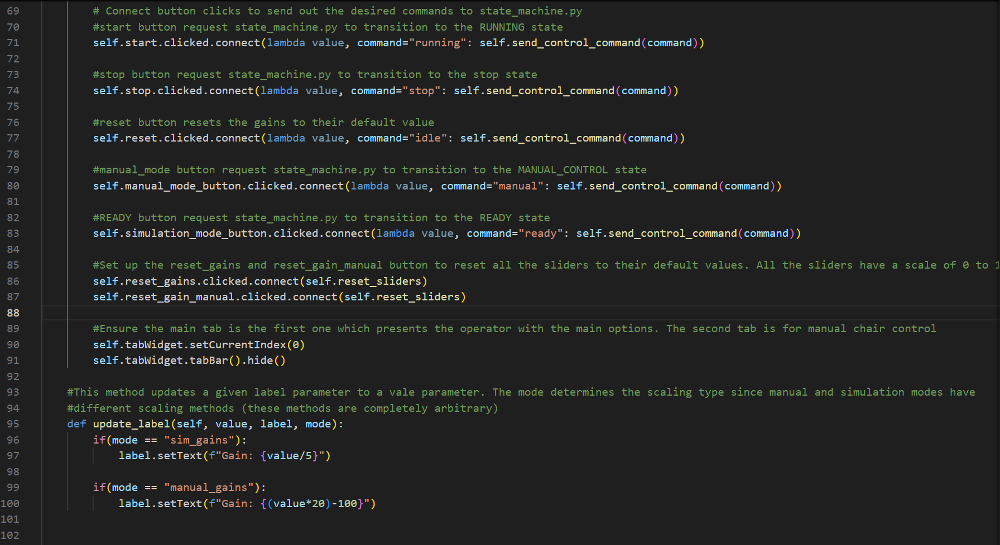 69 # Connect button clicks to send out the desired commands to state_machine.py
70 #start button request state_machine.py to transition to the RUNNING state
71 self.start.clicked.connect(lambda value, command="running": self.send_control_command(command))
72
73 #stop button request state_machine.py to transition to the stop state
74 self.stop.clicked.connect(lambda value, command="stop": self.send_control_command(command))
75
76 #reset button resets the gains to their default value
77 self.reset.clicked.connect(lambda value, command="idle": self.send_control_command(command))
78
79 #manual_mode button request state_machine.py to transition to the MANUAL_CONTROL state
80 self.manual_mode_button.clicked.connect(lambda value, command="manual": self.send_control_command(command))
81
82 #READY button request state_machine.py to transition to the READY state
83 self.simulation_mode_button.clicked.connect(lambda value, command="ready": self.send_control_command(command))
84
85 #Set up the reset_gains and reset_gain_manual button to reset all the sliders to their default values. All the sliders have a scale of 0 to 1
86 self.reset_gains.clicked.connect(self.reset_sliders)
87 self.reset_gain_manual.clicked.connect(self.reset_sliders)
88
89 #Ensure the main tab is the first one which presents the operator with the main options. The second tab is for manual chair control
90 self.tabWidget.setCurrentIndex(0)
91 self.tabWidget.tabBar().hide()
92
93 #This method updates a given label parameter to a vale parameter. The mode determines the scaling type since manual and simulation modes have
94 #different scaling methods (these methods are completely arbitrary)
95 def update_label(self, value, label, mode):
96 if(mode == "sim_gains"):
97 label.setText(f"Gain: {value/5}")
98
99 if(mode == "manual_gains"):
100 label.setText(f"Gain: {(value*20)-100}")
101
102